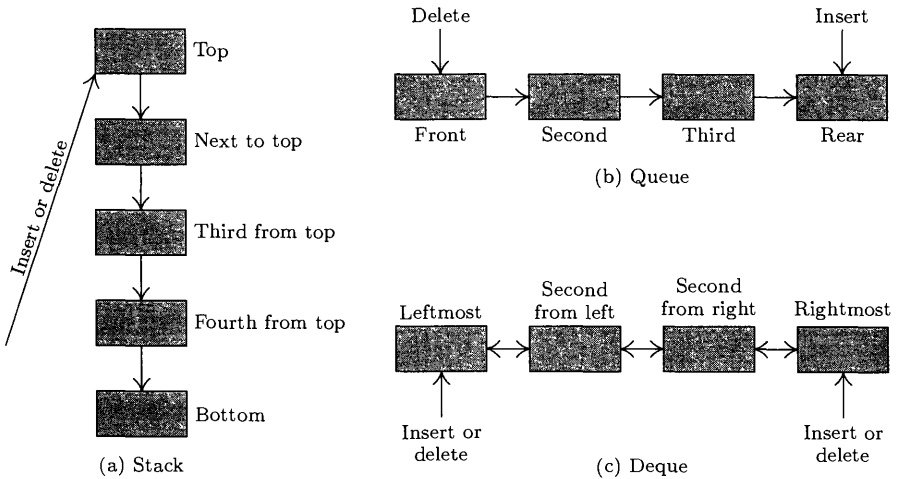 Top
Next to top
Third from top
Fourth from top
Bottom
Insert or delete
(a) Stack
Delete
Insert
Front
Second
Third
Rear
(b) Queue
Leftmost
Second
from left
Second
from right
Rightmost
Insert or
delete
Insert or
delete
(c) Deque